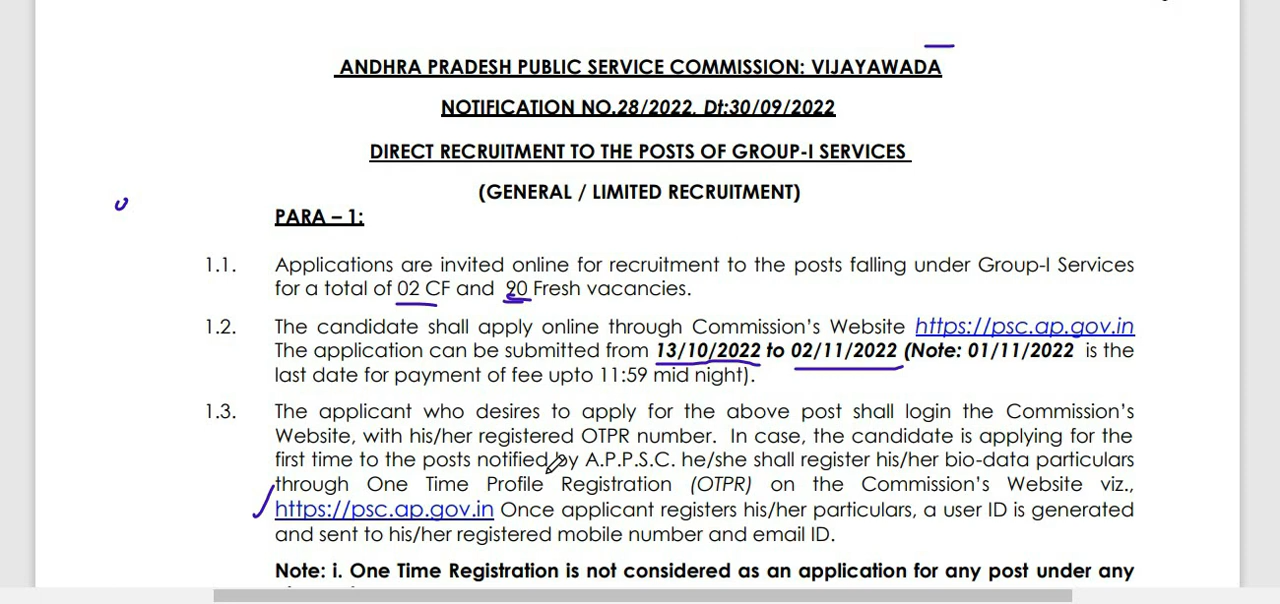 ANDHRA PRADESH PUBLIC SERVICE COMMISSION: VIJAYAWADA
NOTIFICATION NO.28/2022, Dt:30/09/2022
DIRECT RECRUITMENT TO THE POSTS OF GROUP-I SERVICES
(GENERAL / LIMITED RECRUITMENT)
PARA – 1:
1.1. Applications are invited online for recruitment to the posts falling under Group-I Services
for a total of 02 CF and 90 Fresh vacancies.
1.2. The candidate shall apply online through Commission's Website https://psc.ap.gov.in
The application can be submitted from 13/10/2022 to 02/11/2022 (Note: 01/11/2022 is the
last date for payment of fee upto 11:59 mid night).
1.3. The applicant who desires to apply for the above post shall login the Commission's
Website, with his/her registered OTPR number. In case, the candidate is applying for the
first time to the posts notified by A.P.P.S.C. he/she shall register his/her bio-data particulars
through One Time Profile Registration (OTPR) on the Commission's Website viz.,
https://psc.ap.gov.in Once applicant registers his/her particulars, a user ID is generated
and sent to his/her registered mobile number and email ID.
Note: i. One Time Registration is not considered as an application for any post under any